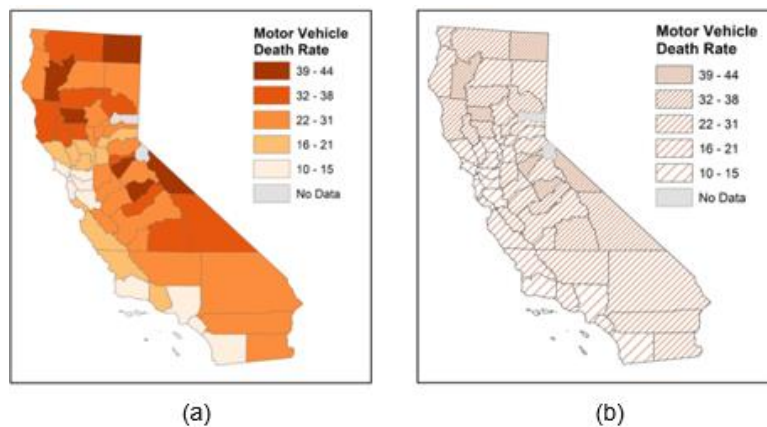 Motor Vehicle
Death Rate
39 - 44
32 - 38
22 - 31
16 - 21
10 - 15
No Data
Motor Vehicle
Death Rate
39 - 44
32 - 38
22 - 31
16 - 21
10 - 15
No Data
(a)
(b)